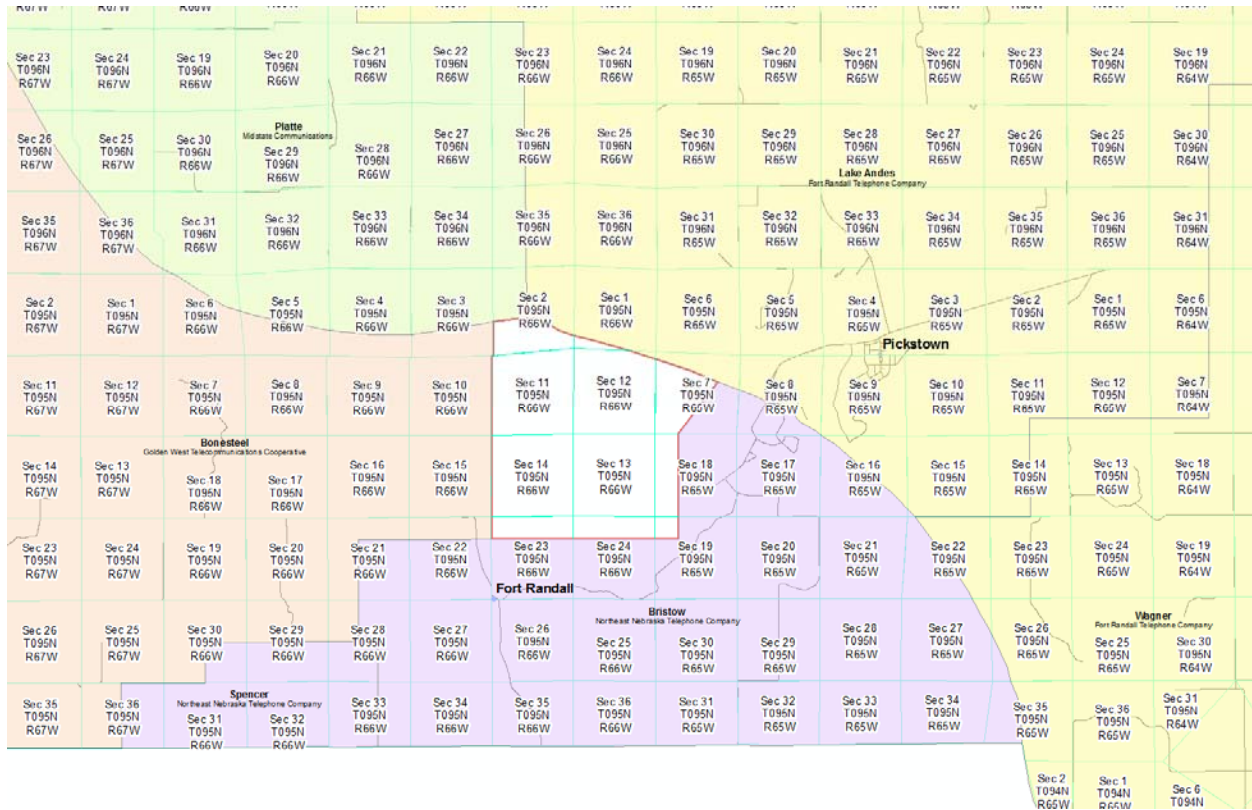 Sec 23 Sec 24 Sec 19 Sec 20 Sec 21 Sec 22 Sec 23 Sec 24 Sec 19 Sec 20 Sec 21 Sec 22 Sec 23 Sec 24 Sec 19
T096N T096N T096N T096N T096N T096N T096N T096N T096N T096N T096N T096N T096N T096N T096N
R67W R67W R66W R66W R66W R66W R66W R66W R65W R65W R65W R65W R65W R65W R64W
Platte
Midstate Communications
Sec 26 Sec 25 Sec 30 Sec 29 Sec 28 Sec 27 Sec 26 Sec 25 Sec 30 Sec 29 Sec 28 Sec 27 Sec 26 Sec 25 Sec 30
T096N T096N T096N T096N T096N T096N T096N T096N T096N T096N T096N T096N T096N T096N T096N
R67W R67W R66W R66W R66W R66W R66W R66W R65W R65W R65W R65W R65W R65W R64W
Lake Andes
Fort Randall Telephone Company
Sec 35 Sec 36 Sec 31 Sec 32 Sec 33 Sec 34 Sec 35 Sec 36 Sec 31 Sec 32 Sec 33 Sec 34 Sec 35 Sec 36 Sec 31
T096N T096N T096N T096N T096N T096N T096N T096N T096N T096N T096N T096N T096N T096N T096N
R67W R67W R66W R66W R66W R66W R66W R66W R65W R65W R65W R65W R65W R65W R64W
Sec 2 Sec 1 Sec 6 Sec 5 Sec 4 Sec 3 Sec 2 Sec 1 Sec 6 Sec 5 Sec 4 Sec 3 Sec 2 Sec 1 Sec 6
T095N T095N T095N T095N T095N T095N T095N T095N T095N T095N T095N T095N T095N T095N T095N
R67W R67W R66W R66W R66W R66W R66W R66W R65W R65W R65W R65W R65W R65W R64W
Pickstown
Sec 11 Sec 12 Sec 7 Sec 8 Sec 9 Sec 10 Sec 11 Sec 12 Sec 7 Sec 8 Sec 9 Sec 10 Sec 11 Sec 12 Sec 7
T095N T095N T095N T095N T095N T095N T095N T095N T095N T095N T095N T095N T095N T095N T095N
R67W R67W R66W R66W R66W R66W R66W R66W R65W R65W R65W R65W R65W R65W R64W
Bonesteel
Golden West Telecommunications Cooperative
Sec 14 Sec 13 Sec 18 Sec 17 Sec 16 Sec 15 Sec 14 Sec 13 Sec 18 Sec 17 Sec 16 Sec 15 Sec 14 Sec 13 Sec 18
T095N T095N T095N T095N T095N T095N T095N T095N T095N T095N T095N T095N T095N T095N T095N
R67W R67W R66W R66W R66W R66W R66W R66W R65W R65W R65W R65W R65W R65W R64W
Sec 23 Sec 24 Sec 19 Sec 20 Sec 21 Sec 22 Sec 23 Sec 24 Sec 19 Sec 20 Sec 21 Sec 22 Sec 23 Sec 24 Sec 19
T095N T095N T095N T095N T095N T095N T095N T095N T095N T095N T095N T095N T095N T095N T095N
R67W R67W R66W R66W R66W R66W R66W R66W R65W R65W R65W R65W R65W R65W R64W
Fort Randall
Bristow
Northeast Nebraska Telephone Company
Wagner
Fort Randall Telephone Company
Sec 26 Sec 25 Sec 30 Sec 29 Sec 28 Sec 27 Sec 26 Sec 25 Sec 30 Sec 29 Sec 28 Sec 27 Sec 26 Sec 25 Sec 30
T095N T095N T095N T095N T095N T095N T095N T095N T095N T095N T095N T095N T095N T095N T095N
R67W R67W R66W R66W R66W R66W R66W R66W R65W R65W R65W R65W R65W R65W R64W
Spencer
Northeast Nebraska Telephone Company
Sec 35 Sec 36 Sec 31 Sec 32 Sec 33 Sec 34 Sec 35 Sec 36 Sec 31 Sec 32 Sec 33 Sec 34 Sec 35 Sec 36 Sec 31
T095N T095N T095N T095N T095N T095N T095N T095N T095N T095N T095N T095N T095N T095N T095N
R67W R67W R66W R66W R66W R66W R66W R66W R65W R65W R65W R65W R65W R65W R64W
Sec 2 Sec 1 Sec 6
T094N T094N T094N
R65W R65W